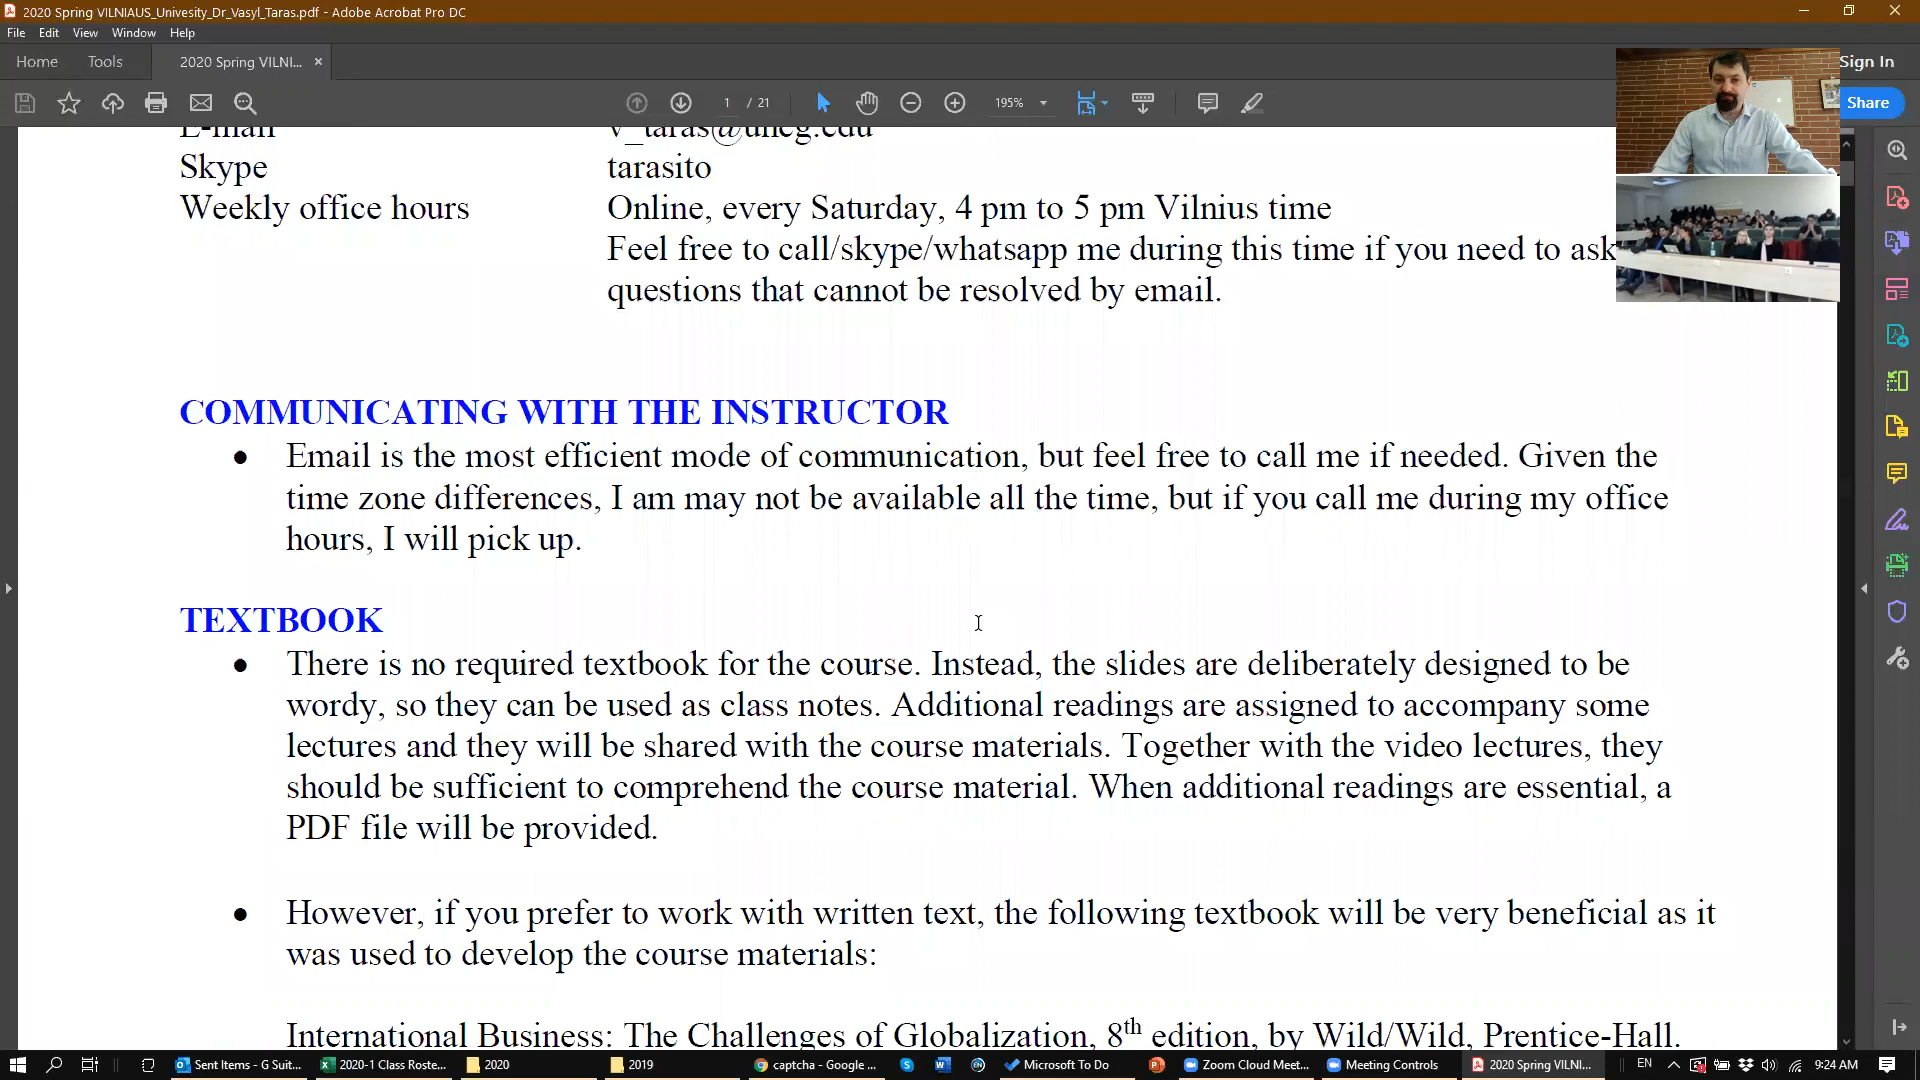 2020 Spring VILNIAUS_Univesity_Dr_Vasyl_Taras.pdf - Adobe Acrobat Pro DC
File Edit View Window Help
Home Tools 2020 Spring VILNI... × Sign In
1 / 21 195% Share
E-mail v_taras@uncg.edu
Skype tarasito
Weekly office hours Online, every Saturday, 4 pm to 5 pm Vilnius time
Feel free to call/skype/whatsapp me during this time if you need to ask
questions that cannot be resolved by email.
COMMUNICATING WITH THE INSTRUCTOR
● Email is the most efficient mode of communication, but feel free to call me if needed. Given the
time zone differences, I am may not be available all the time, but if you call me during my office
hours, I will pick up.
TEXTBOOK
● There is no required textbook for the course. Instead, the slides are deliberately designed to be
wordy, so they can be used as class notes. Additional readings are assigned to accompany some
lectures and they will be shared with the course materials. Together with the video lectures, they
should be sufficient to comprehend the course material. When additional readings are essential, a
PDF file will be provided.
● However, if you prefer to work with written text, the following textbook will be very beneficial as it
was used to develop the course materials:
International Business: The Challenges of Globalization, 8th edition, by Wild/Wild, Prentice-Hall.
Sent Items - G Suit... 2020-1 Class Roste... 2020 2019 captcha - Google ... Microsoft To Do Zoom Cloud Meet... Meeting Controls 2020 Spring VILNI... EN 9:24 AM